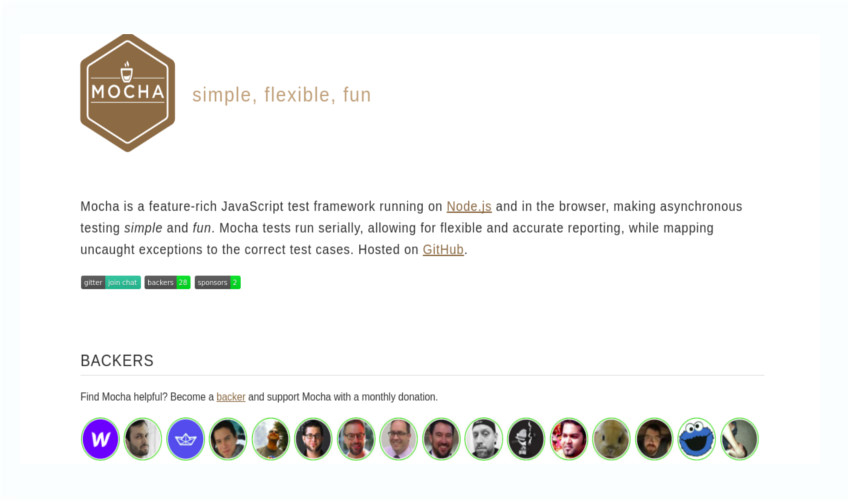 MOCHA
simple, flexible, fun
Mocha is a feature-rich JavaScript test framework running on Node.js and in the browser, making asynchronous
testing simple and fun. Mocha tests run serially, allowing for flexible and accurate reporting, while mapping
uncaught exceptions to the correct test cases. Hosted on GitHub.
gitter join chat backers 28 sponsors 2
BACKERS
Find Mocha helpful? Become a backer and support Mocha with a monthly donation.
W